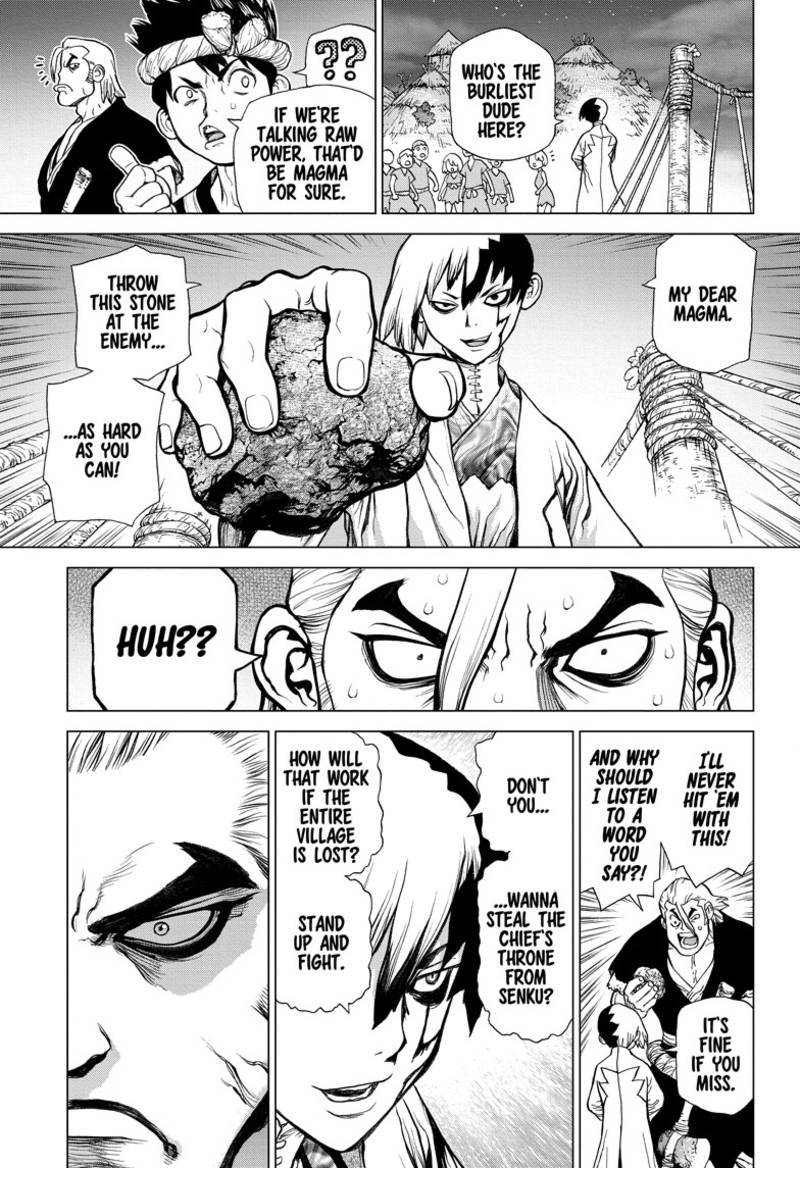 WHO'S THE
BURLIEST
DUDE
HERE?
??
IF WE'RE
TALKING RAW
POWER, THAT'D
BE MAGMA
FOR SURE.
MY DEAR
MAGMA.
THROW
THIS STONE
AT THE
ENEMY...
...AS HARD
AS YOU
CAN!
HUH??
I'LL
NEVER
HIT 'EM
WITH
THIS!
AND WHY
SHOULD
I LISTEN
TO A
WORD
YOU
SAY?!
IT'S
FINE
IF YOU
MISS.
DON'T
YOU...
...WANNA
STEAL THE
CHIEF'S
THRONE
FROM
SENKU?
HOW WILL
THAT WORK
IF THE
ENTIRE
VILLAGE
IS LOST?
STAND
UP AND
FIGHT.